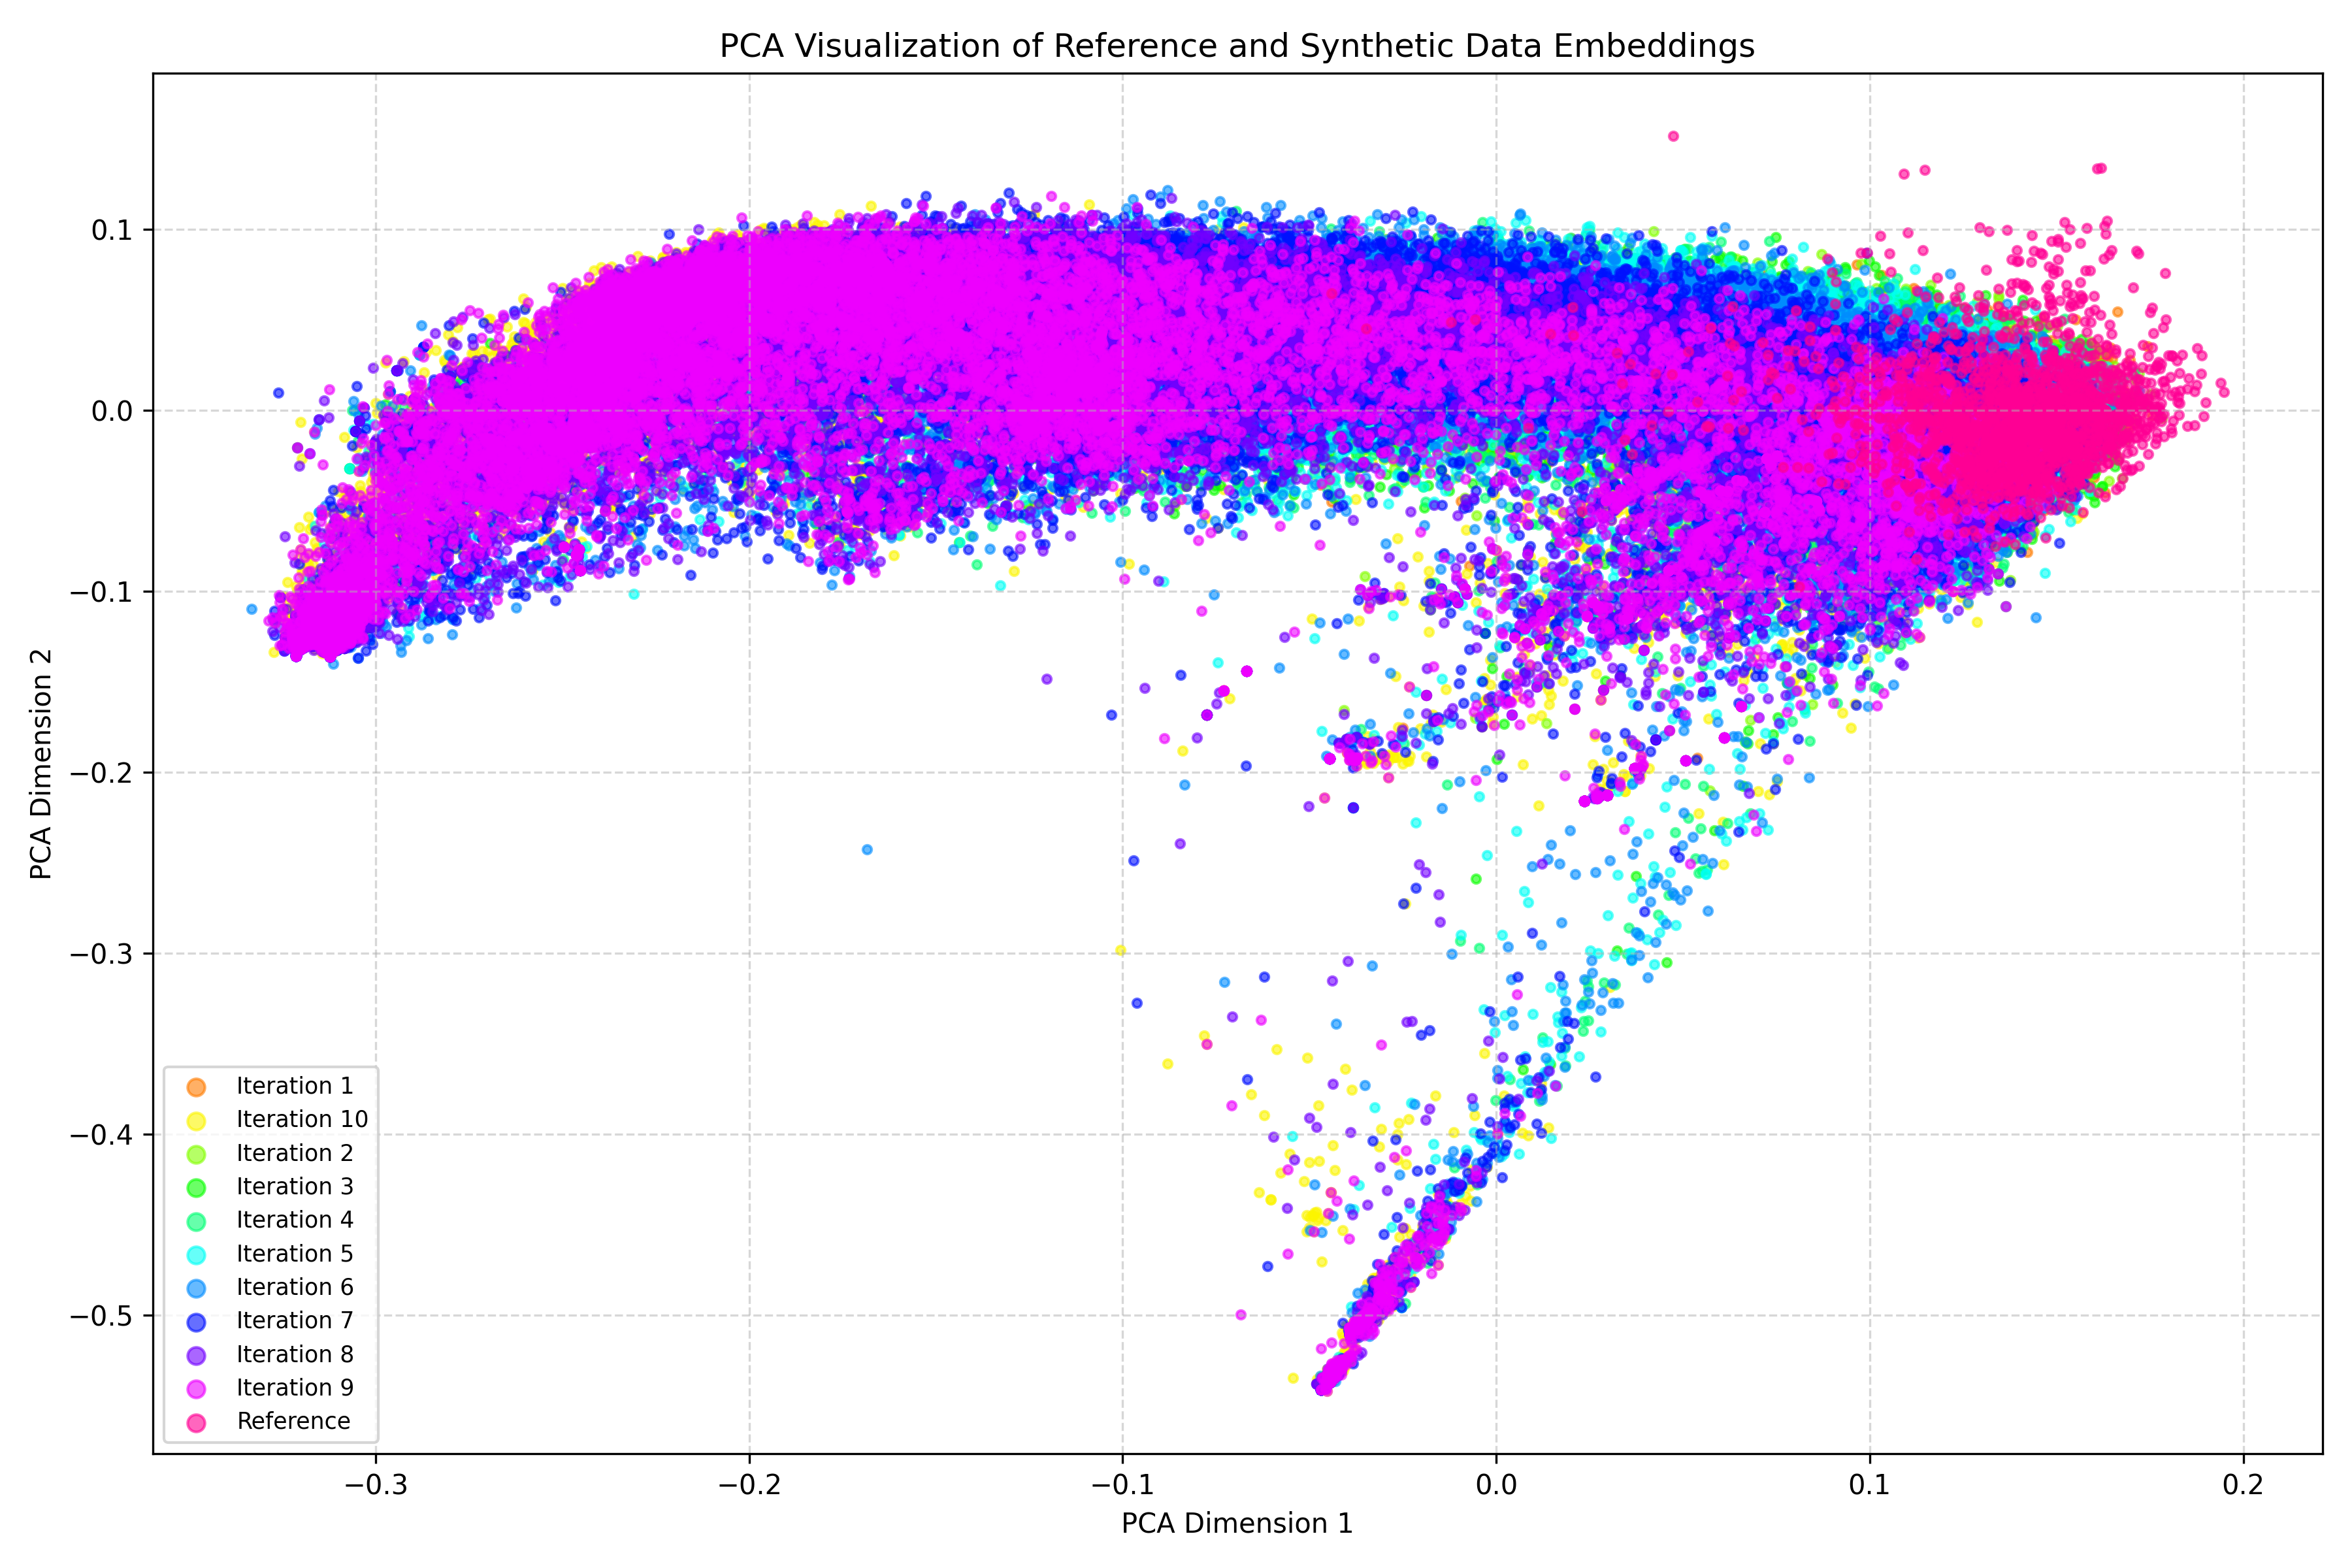 PCA Visualization of Reference and Synthetic Data Embeddings
PCA Dimension 2
0.1
0.0
−0.1
−0.2
−0.3
−0.4
−0.5
Iteration 1
Iteration 10
Iteration 2
Iteration 3
Iteration 4
Iteration 5
Iteration 6
Iteration 7
Iteration 8
Iteration 9
Reference
−0.3 −0.2 −0.1 0.0 0.1 0.2
PCA Dimension 1